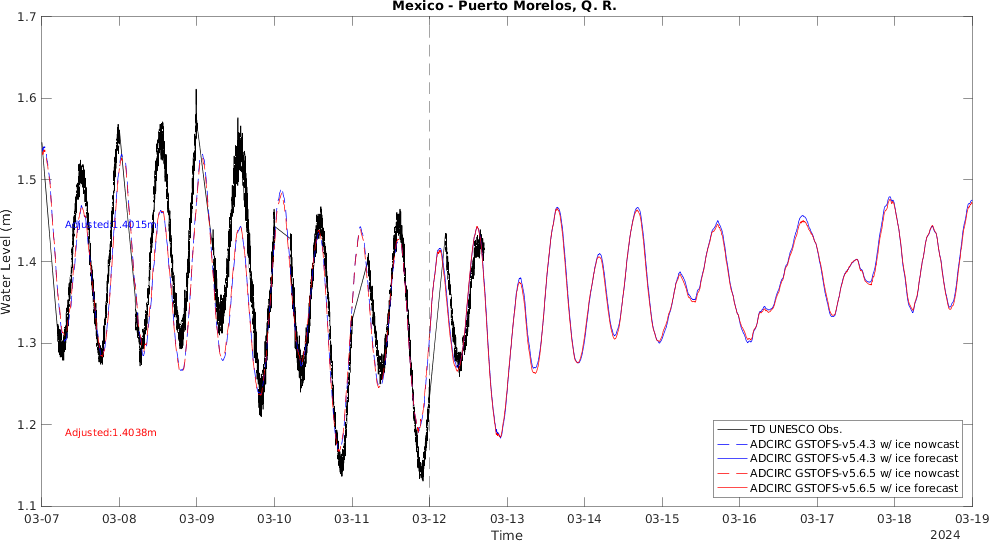 Mexico - Puerto Morelos, Q. R.
Water Level (m)
1.7
1.6
1.5
1.4
1.3
1.2
1.1
Adjusted:1.4015m
Adjusted:1.4038m
TD UNESCO Obs.
ADCIRC GSTOFS-v5.4.3 w/ ice nowcast
ADCIRC GSTOFS-v5.4.3 w/ ice forecast
ADCIRC GSTOFS-v5.6.5 w/ ice nowcast
ADCIRC GSTOFS-v5.6.5 w/ ice forecast
03-07 03-08 03-09 03-10 03-11 03-12 03-13 03-14 03-15 03-16 03-17 03-18 03-19
Time
2024